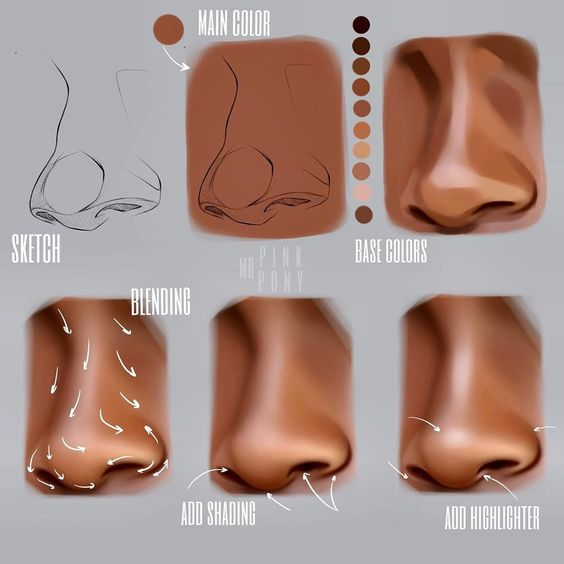 MAIN COLOR
SKETCH
BASE COLORS
MR PINK
PONY
BLENDING
ADD SHADING
ADD HIGHLIGHTER